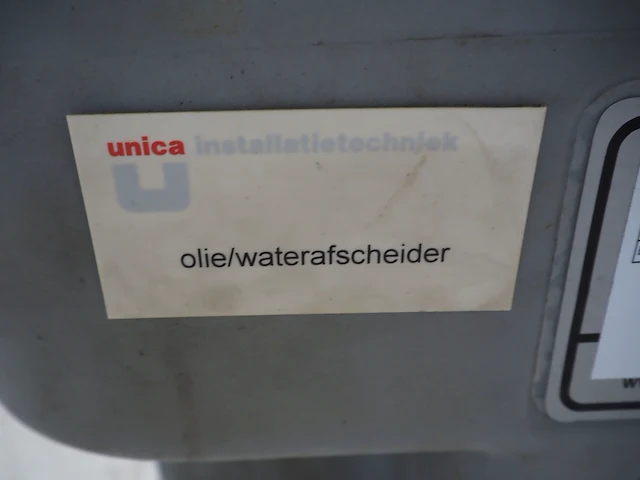 unica installatietechniek
olie/waterafscheider